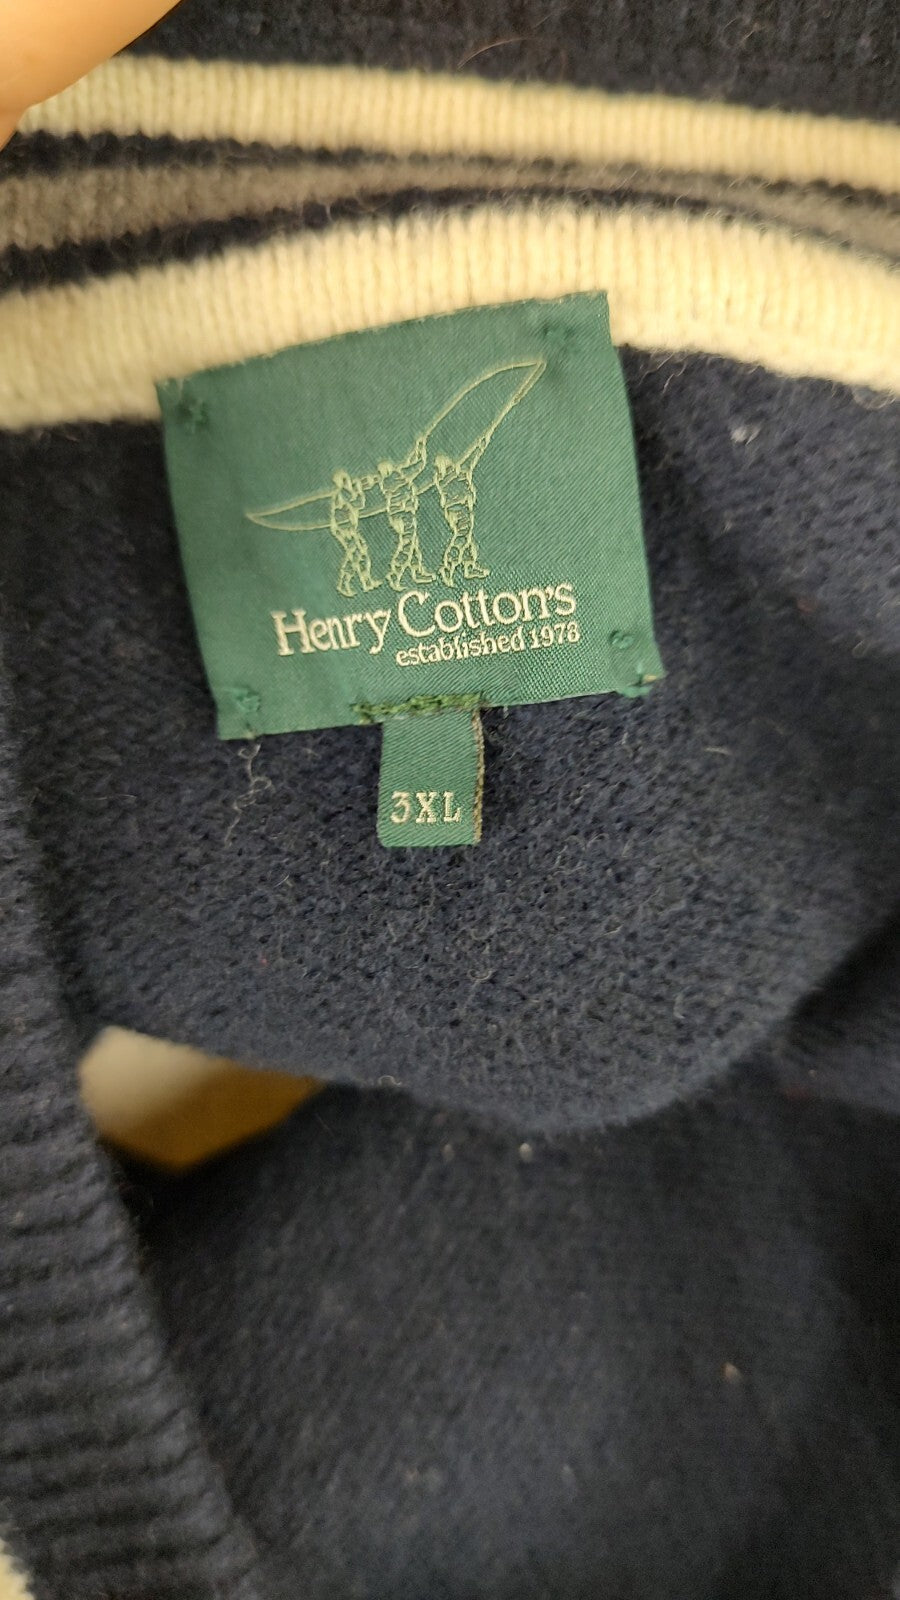 Henry Cotton's
established 1978
3XL